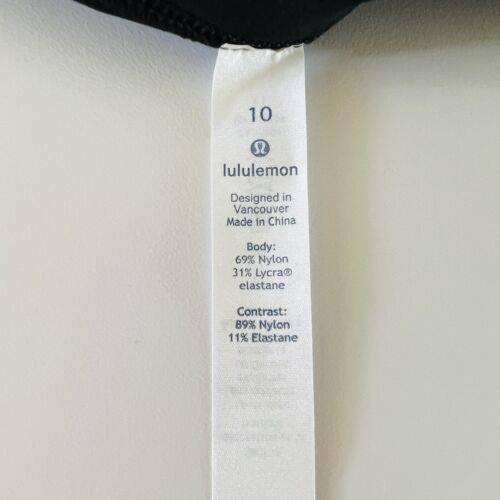 10
lululemon
Designed in
Vancouver
Made in China
Body:
69% Nylon
31% Lycra®
elastane
Contrast:
89% Nylon
11% Elastane